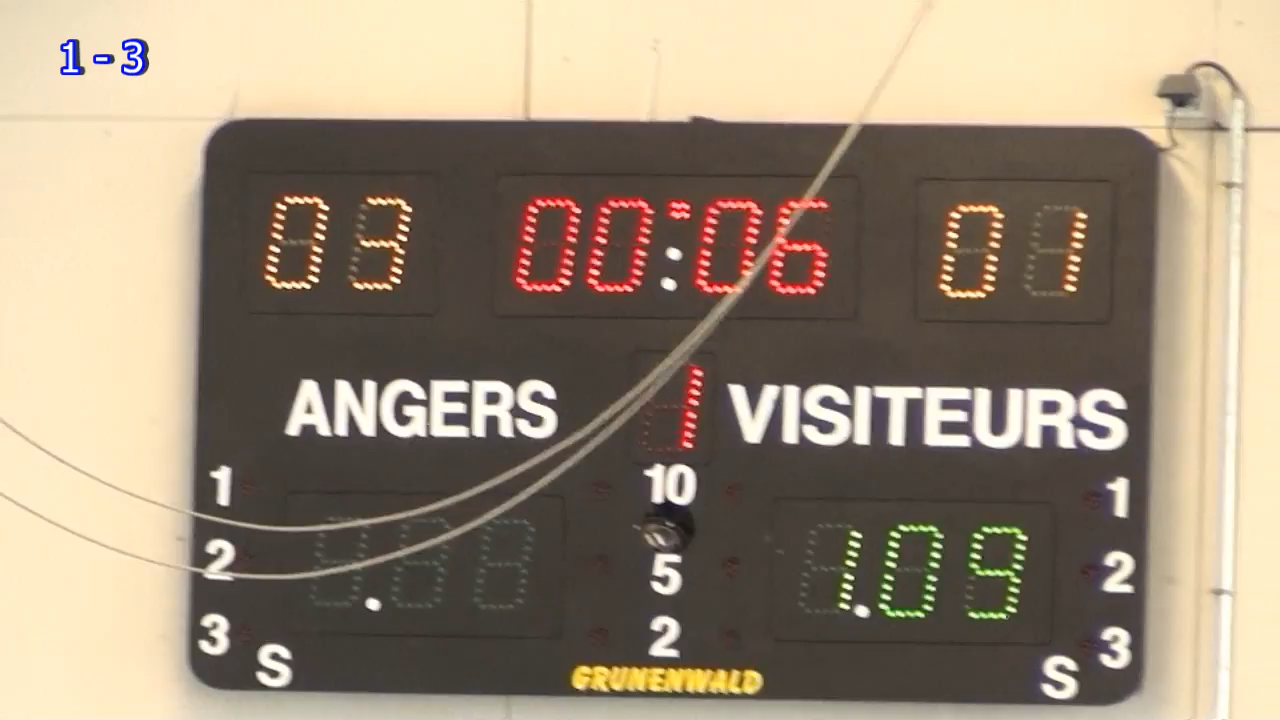 1 - 3
03 00:06 01
ANGERS 1 VISITEURS
1 10 1
2 5 1.09 2
3 2 3
S GRUNENWALD S